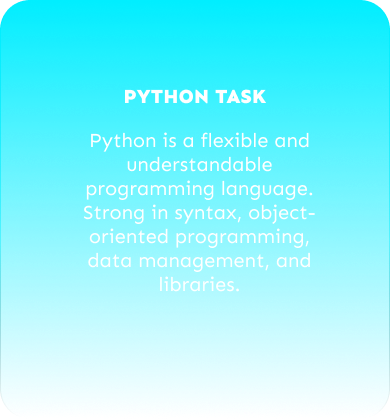 PYTHON TASK
Python is a flexible and
understandable
programming language.
Strong in syntax, object-
oriented programming,
data management, and
libraries.